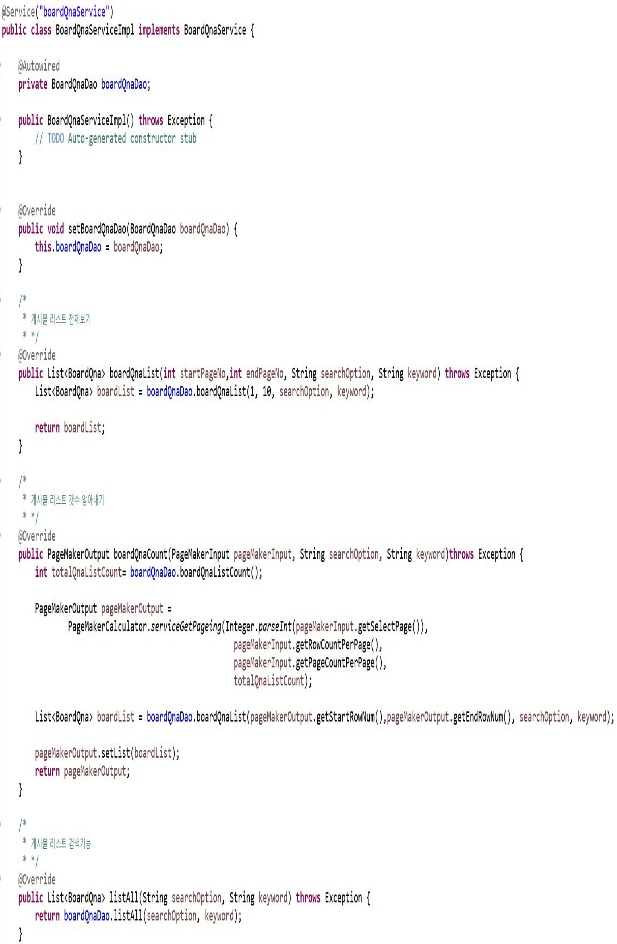 @Service("boardQnaService")
public class BoardQnaServiceImpl implements BoardQnaService {
@Autowired
private BoardQnaDao boardQnaDao;
public BoardQnaServiceImpl() throws Exception {
// TODO Auto-generated constructor stub
}
@Override
public void setBoardQnaDao(BoardQnaDao boardQnaDao) {
this.boardQnaDao = boardQnaDao;
}
/*
* 게시물 리스트 전체보기
* */
@Override
public List<BoardQna> boardQnaList(int startPageNo,int endPageNo, String searchOption, String keyword) throws Exception {
List<BoardQna> boardList = boardQnaDao.boardQnaList(1, 10, searchOption, keyword);
return boardList;
}
/*
* 게시물 리스트 갯수 알아내기
* */
@Override
public PageMakerOutput boardQnaCount(PageMakerInput pageMakerInput, String searchOption, String keyword)throws Exception {
int totalQnaListCount= boardQnaDao.boardQnaListCount();
PageMakerOutput pageMakerOutput =
PageMakerCalculator.serviceGetPageing(Integer.parseInt(pageMakerInput.getSelectPage()),
pageMakerInput.getRowCountPerPage(),
pageMakerInput.getPageCountPerPage(),
totalQnaListCount);
List<BoardQna> boardList = boardQnaDao.boardQnaList(pageMakerOutput.getStartRowNum(),pageMakerOutput.getEndRowNum(), searchOption, keyword);
pageMakerOutput.setList(boardList);
return pageMakerOutput;
}
/*
* 게시물 리스트 검색기능
* */
@Override
public List<BoardQna> listAll(String searchOption, String keyword) throws Exception {
return boardQnaDao.listAll(searchOption, keyword);
}